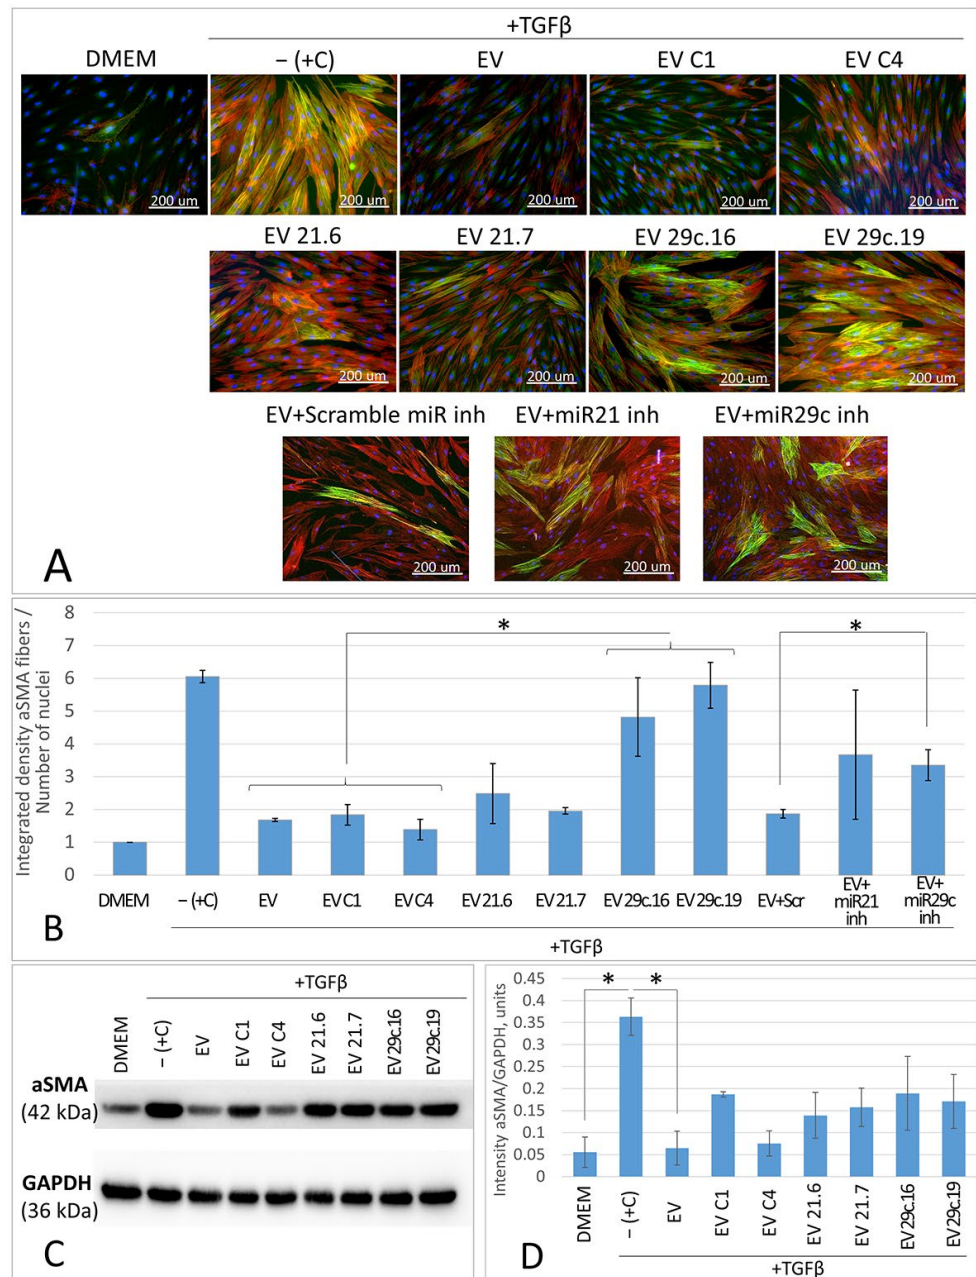 +TGFβ
DMEM
– (+C)
EV
EV C1
EV C4
200 um
200 um
200 um
200 um
200 um
EV 21.6
EV 21.7
EV 29c.16
EV 29c.19
200 um
200 um
200 um
200 um
EV+Scramble miR inh
EV+miR21 inh
EV+miR29c inh
200 um
200 um
200 um
A
Integrated density aSMA fibers /
Number of nuclei
8
7
6
5
4
3
2
1
0
*
*
DMEM
– (+C)
EV
EV C1
EV C4
EV 21.6
EV 21.7
EV 29c.16
EV 29c.19
EV+Scr
EV+
miR21
inh
EV+
miR29c
inh
+TGFβ
B
+TGFβ
DMEM
– (+C)
EV
EV C1
EV C4
EV 21.6
EV 21.7
EV29c.16
EV29c.19
aSMA
(42 kDa)
GAPDH
(36 kDa)
C
Intensity aSMA/GAPDH, units
0.45
0.4
0.35
0.3
0.25
0.2
0.15
0.1
0.05
0
*
*
DMEM
– (+C)
EV
EV C1
EV C4
EV 21.6
EV 21.7
EV29c.16
EV29c.19
+TGFβ
D